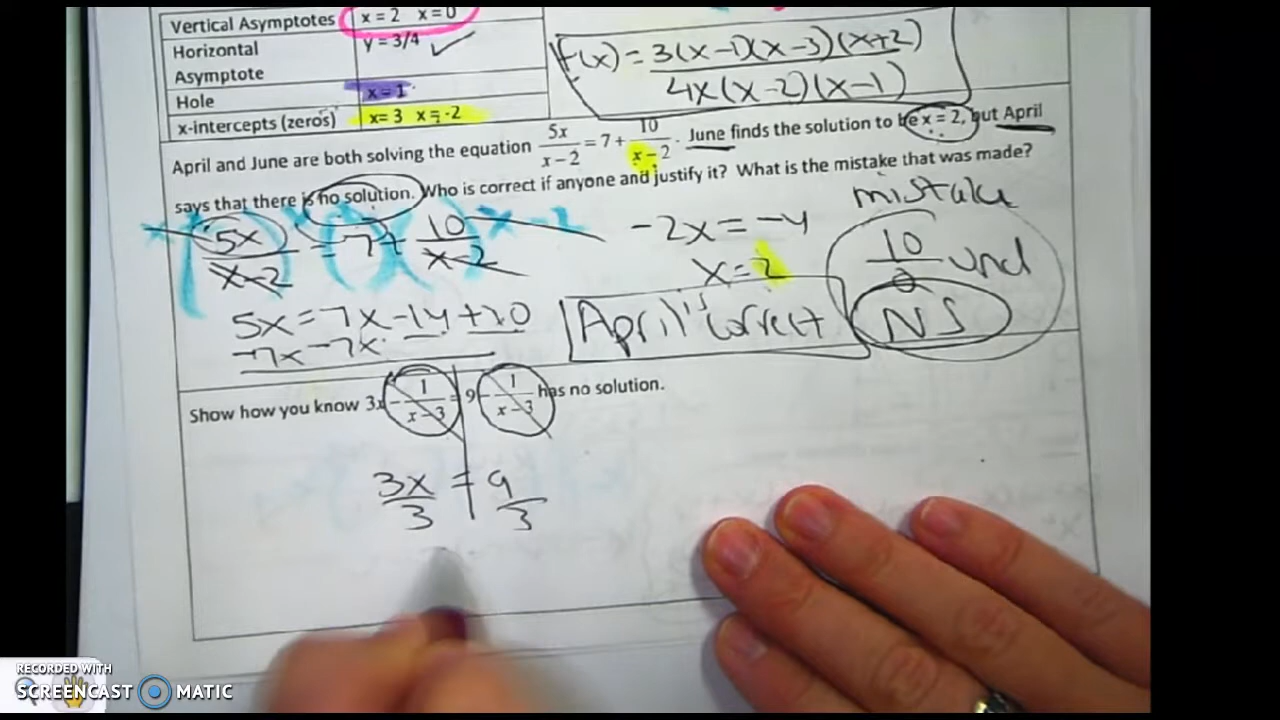 Vertical Asymptotes x = 2 x = 0
Horizontal Asymptote y = 3/4
Hole x = 1
x-intercepts (zeros) x= 3 x = -2
f(x) = 3(x-1)(x-3)(x+2) / 4x(x-2)(x-1)
April and June are both solving the equation 5x/(x-2) = 7 + 10/(x-2). June finds the solution to be x = 2, but April
says that there is no solution. Who is correct if anyone and justify it? What is the mistake that was made?
5x/(x-2) = 7 + 10/(x-2) x-2
5x = 7x - 14 + 10
-7x -7x
-2x = -4
x = 2
April's correct
mistake
10/0 und
NS
Show how you know 3x - 1/(x-3) = 9 - 1/(x-3) has no solution.
3x/3 = 9/3
RECORDED WITH
SCREENCAST MATIC